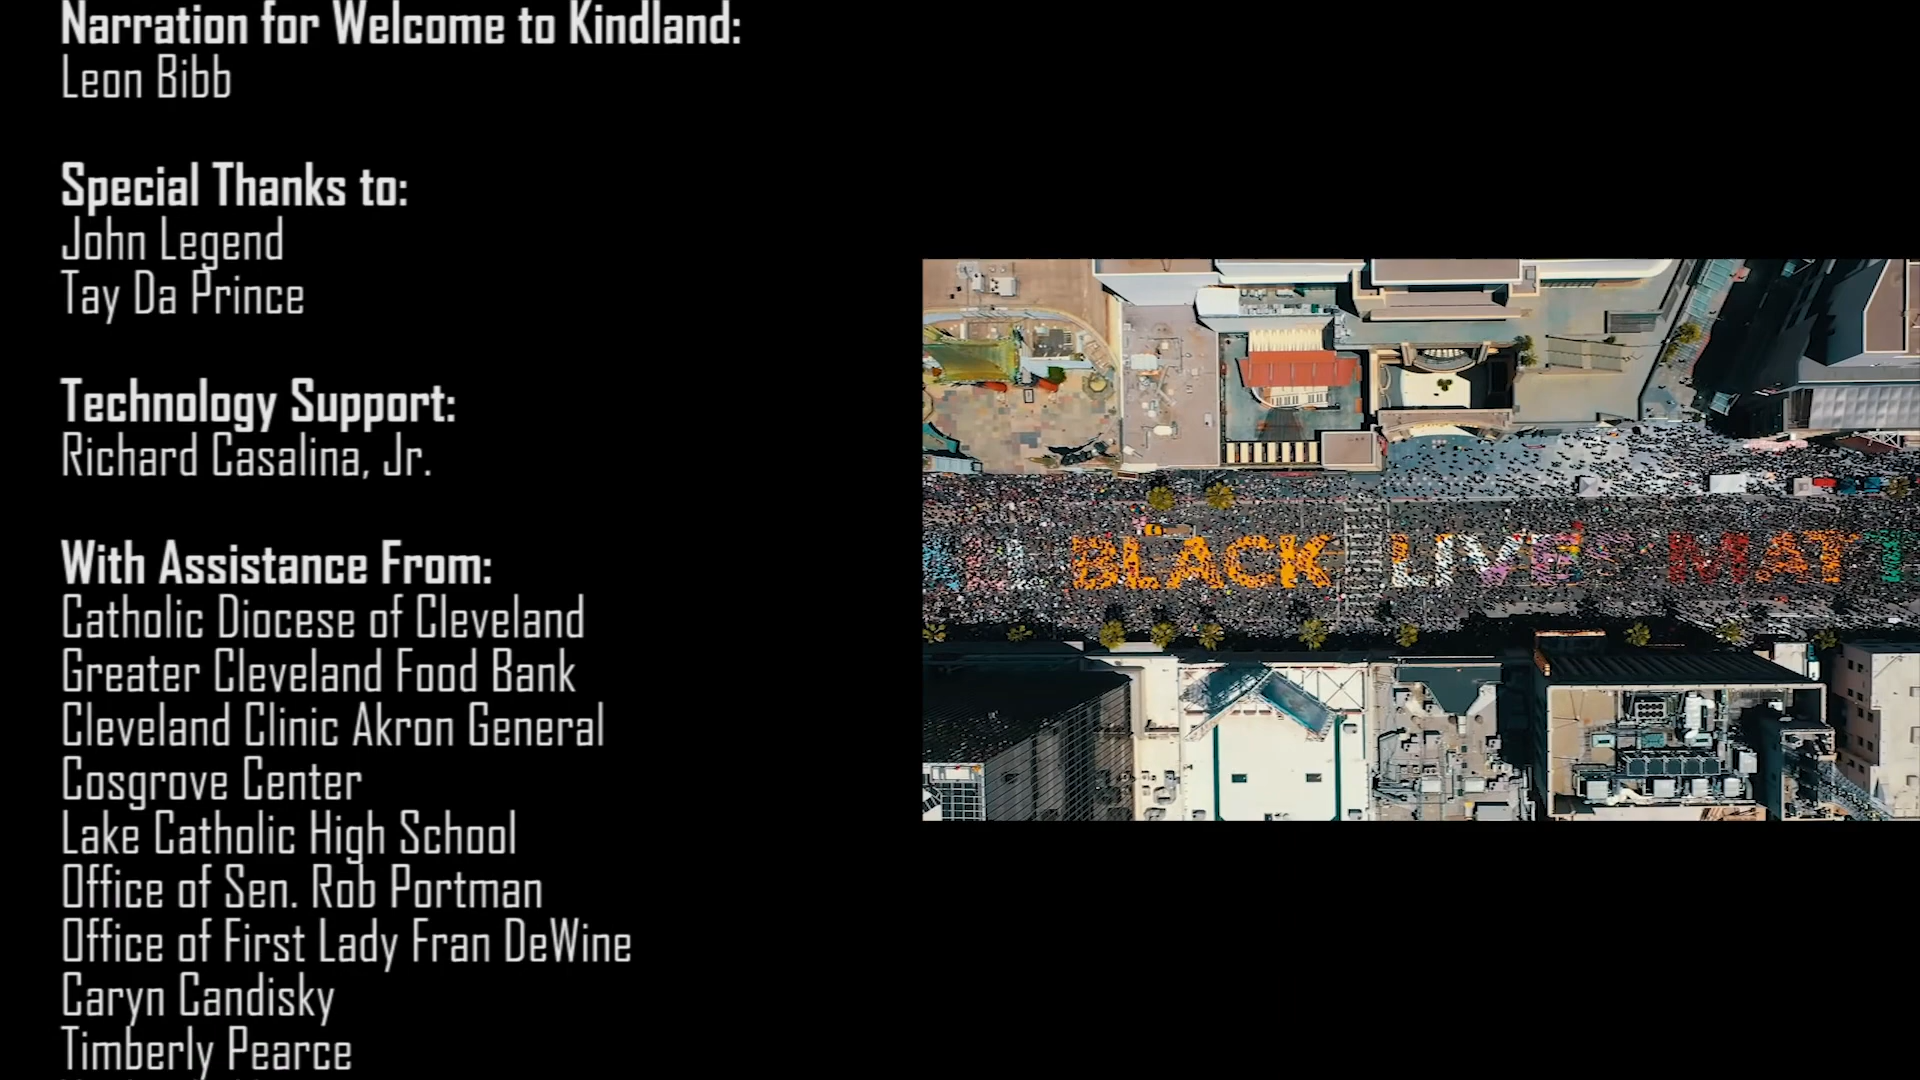 Narration for Welcome to Kindland:
Leon Bibb
Special Thanks to:
John Legend
Tay Da Prince
Technology Support:
Richard Casalina, Jr.
With Assistance From:
Catholic Diocese of Cleveland
Greater Cleveland Food Bank
Cleveland Clinic Akron General
Cosgrove Center
Lake Catholic High School
Office of Sen. Rob Portman
Office of First Lady Fran DeWine
Caryn Candisky
Timberly Pearce
BLACK LIVES MATT